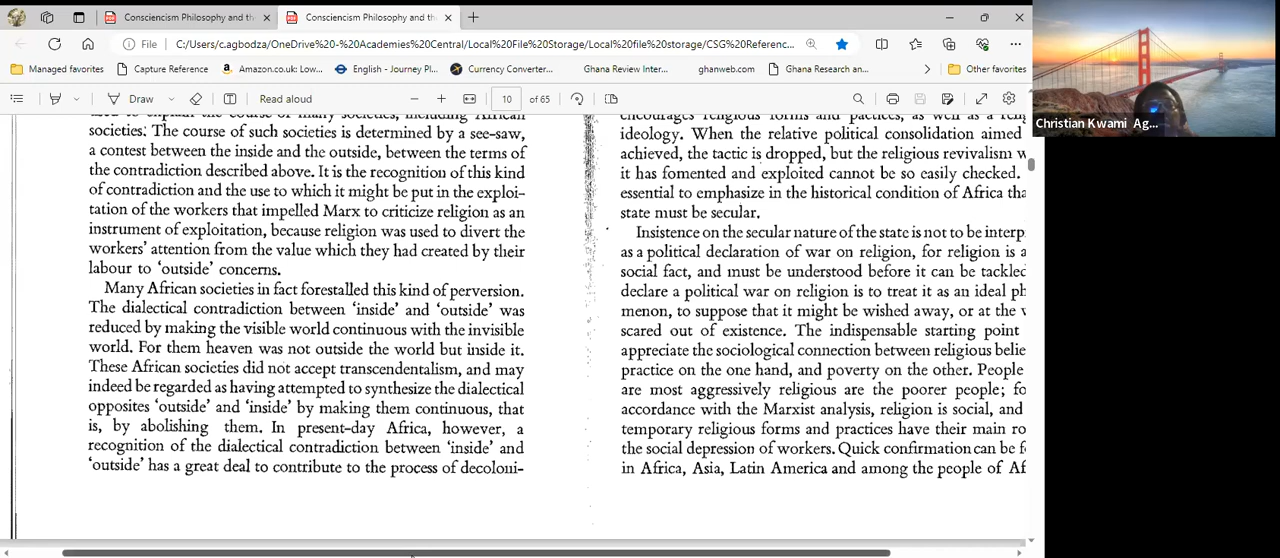 Consciencism Philosophy and th
Consciencism Philosophy and th
File
C:/Users/c.agbodza/OneDrive%20-%20Academies%20Central/Local%20File%20Storage/Local%20file%20storage/CSG%20Referenc...
Managed favorites
Capture Reference
Amazon.co.uk: Low...
English - Journey Pl...
Currency Converter...
Ghana Review Inter...
ghanweb.com
Ghana Research an...
Other favorites
Draw
Read aloud
10
of 65
Christian Kwami Ag...
used to explain the course of many societies, including African
societies. The course of such societies is determined by a see-saw,
a contest between the inside and the outside, between the terms of
the contradiction described above. It is the recognition of this kind
of contradiction and the use to which it might be put in the exploi-
tation of the workers that impelled Marx to criticize religion as an
instrument of exploitation, because religion was used to divert the
workers' attention from the value which they had created by their
labour to 'outside' concerns.
Many African societies in fact forestalled this kind of perversion.
The dialectical contradiction between 'inside' and 'outside' was
reduced by making the visible world continuous with the invisible
world. For them heaven was not outside the world but inside it.
These African societies did not accept transcendentalism, and may
indeed be regarded as having attempted to synthesize the dialectical
opposites 'outside' and 'inside' by making them continuous, that
is, by abolishing them. In present-day Africa, however, a
recognition of the dialectical contradiction between 'inside' and
'outside' has a great deal to contribute to the process of decoloni-
encourages religious forms and pactices, as well as a
ideology. When the relative political consolidation aimed
achieved, the tactic is dropped, but the religious revivalism w
it has fomented and exploited cannot be so easily checked.
essential to emphasize in the historical condition of Africa tha
state must be secular.
Insistence on the secular nature of the state is not to be interp
as a political declaration of war on religion, for religion is a
social fact, and must be understood before it can be tackled
declare a political war on religion is to treat it as an ideal ph
menon, to suppose that it might be wished away, or at the w
scared out of existence. The indispensable starting point
appreciate the sociological connection between religious belie
practice on the one hand, and poverty on the other. People
are most aggressively religious are the poorer people; fo
accordance with the Marxist analysis, religion is social, and
temporary religious forms and practices have their main ro
the social depression of workers. Quick confirmation can be f
in Africa, Asia, Latin America and among the people of Af